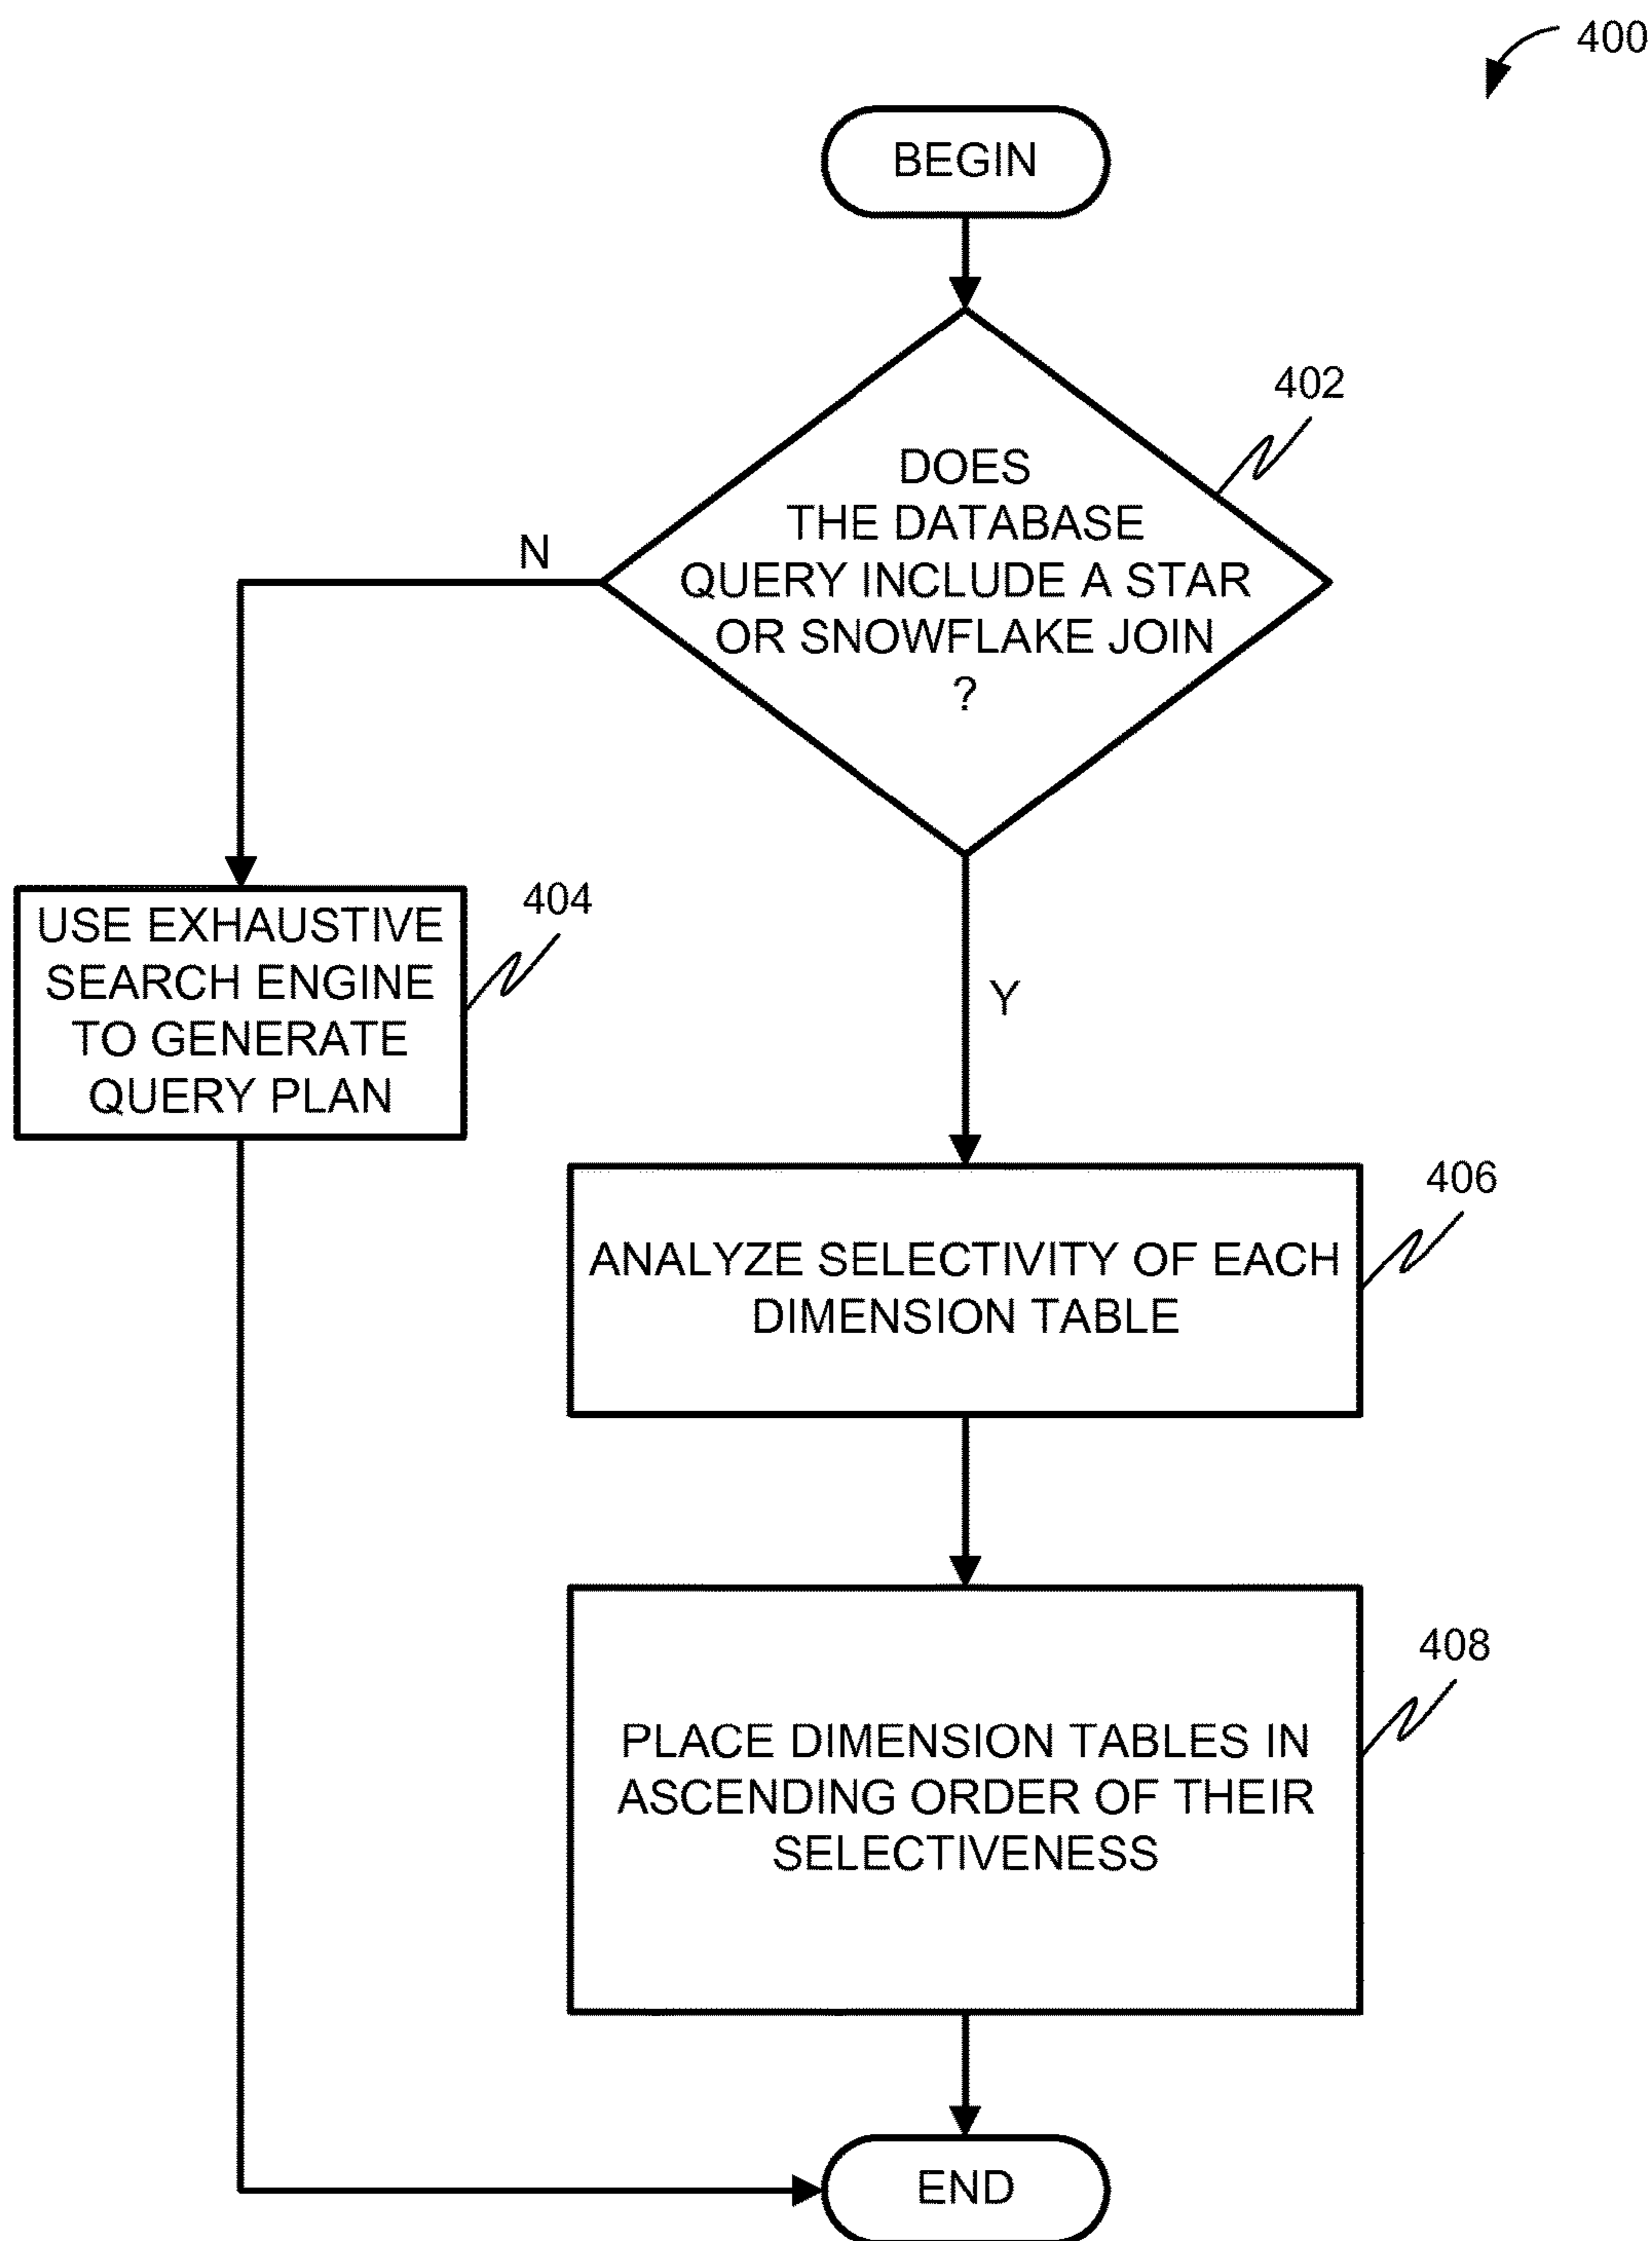 400
BEGIN
402
DOES
THE DATABASE
QUERY INCLUDE A STAR
OR SNOWFLAKE JOIN
?
N
Y
404
USE EXHAUSTIVE
SEARCH ENGINE
TO GENERATE
QUERY PLAN
406
ANALYZE SELECTIVITY OF EACH
DIMENSION TABLE
408
PLACE DIMENSION TABLES IN
ASCENDING ORDER OF THEIR
SELECTIVENESS
END